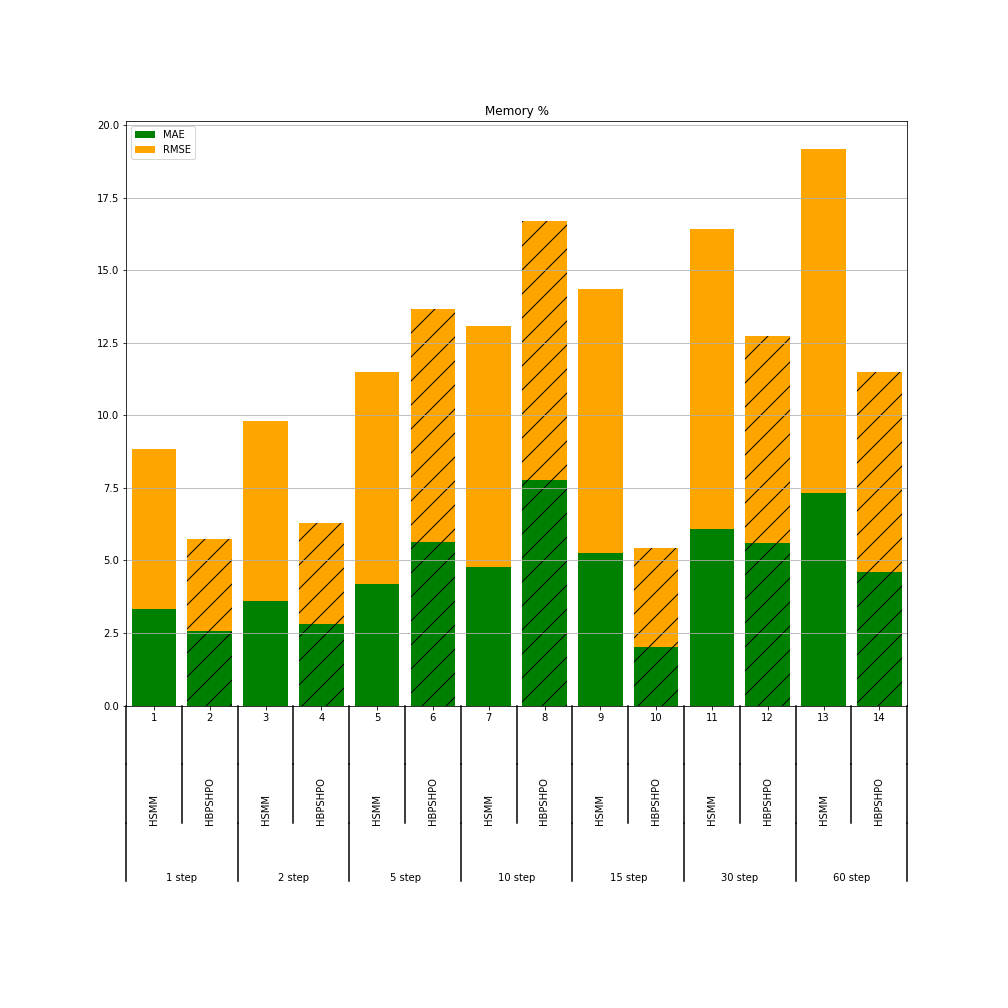 Memory %
MAE
RMSE
20.0
17.5
15.0
12.5
10.0
7.5
5.0
2.5
0.0
1 2 3 4 5 6 7 8 9 10 11 12 13 14
HSMM HBPSHPO HSMM HBPSHPO HSMM HBPSHPO HSMM HBPSHPO HSMM HBPSHPO HSMM HBPSHPO HSMM HBPSHPO
1 step 2 step 5 step 10 step 15 step 30 step 60 step